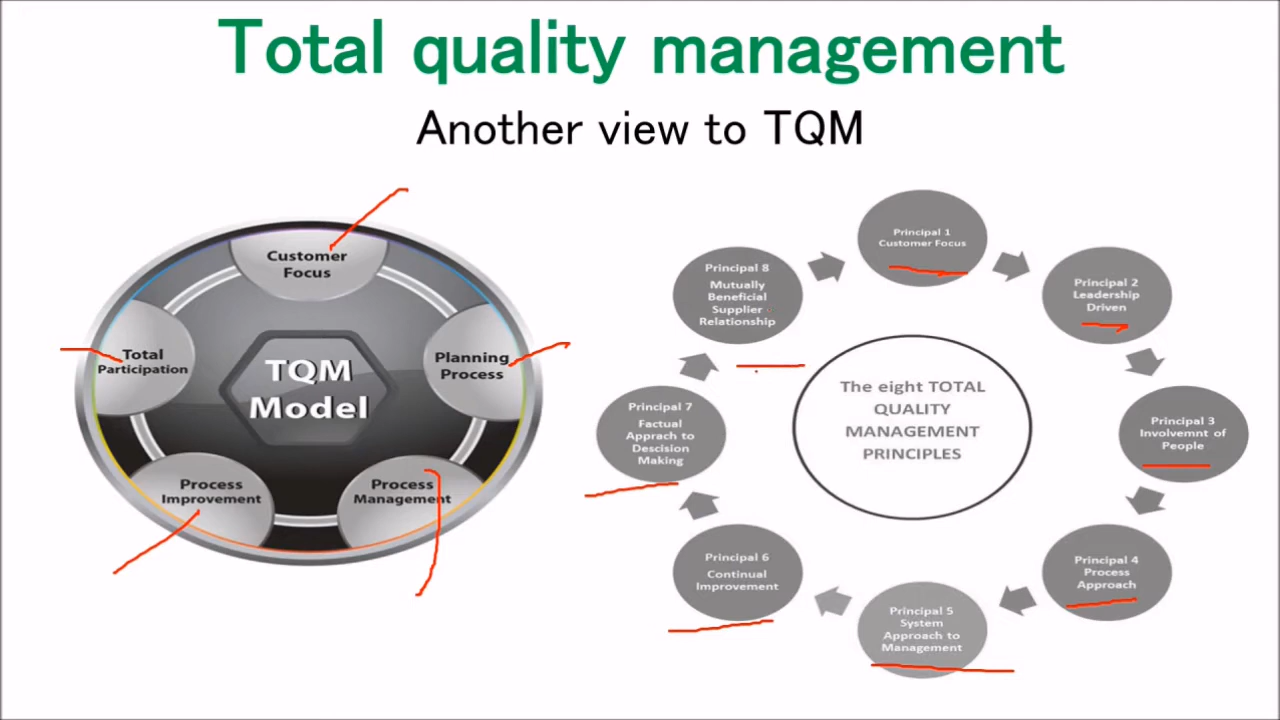 Total quality management
Another view to TQM
Customer
Focus
Total
Participation
Planning
Process
TQM
Model
Process
Improvement
Process
Management
Principal 1
Customer Focus
Principal 2
Leadership
Driven
Principal 3
Involvemnt of
People
Principal 4
Process
Approach
Principal 5
System
Approach to
Management
Principal 6
Continual
Improvement
Principal 7
Factual
Apprach to
Descision
Making
Principal 8
Mutually
Beneficial
Supplier
Relationship
The eight TOTAL
QUALITY
MANAGEMENT
PRINCIPLES